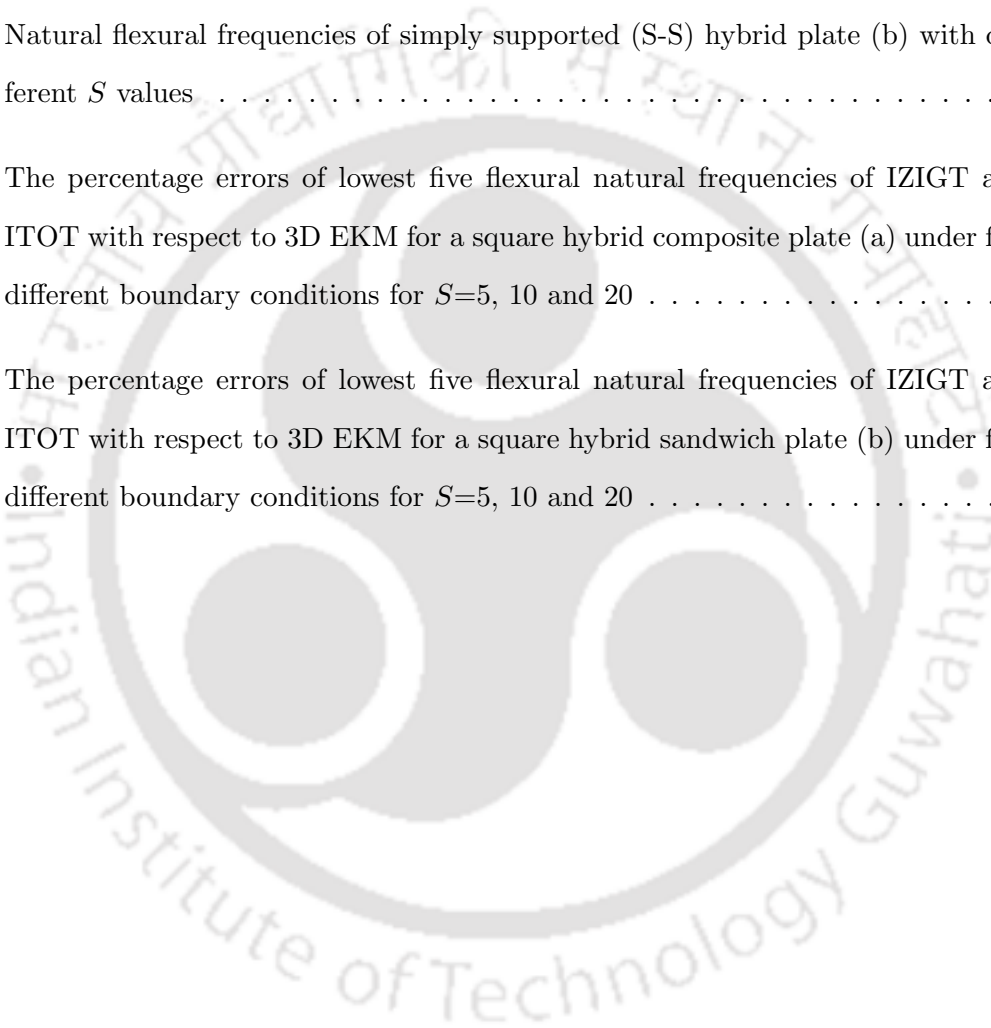 Natural flexural frequencies of simply supported (S-S) hybrid plate (b) with
ferent S values . . . . . . . . . . . . . . . . . . . . . . . . . . . . . . . . . .
The percentage errors of lowest five flexural natural frequencies of IZIGT
ITOT with respect to 3D EKM for a square hybrid composite plate (a) under
different boundary conditions for S=5, 10 and 20 . . . . . . . . . . . . . . . .
The percentage errors of lowest five flexural natural frequencies of IZIGT
ITOT with respect to 3D EKM for a square hybrid sandwich plate (b) under
different boundary conditions for S=5, 10 and 20 . . . . . . . . . . . . . . . .
Indian Institute of Technology Guwahati